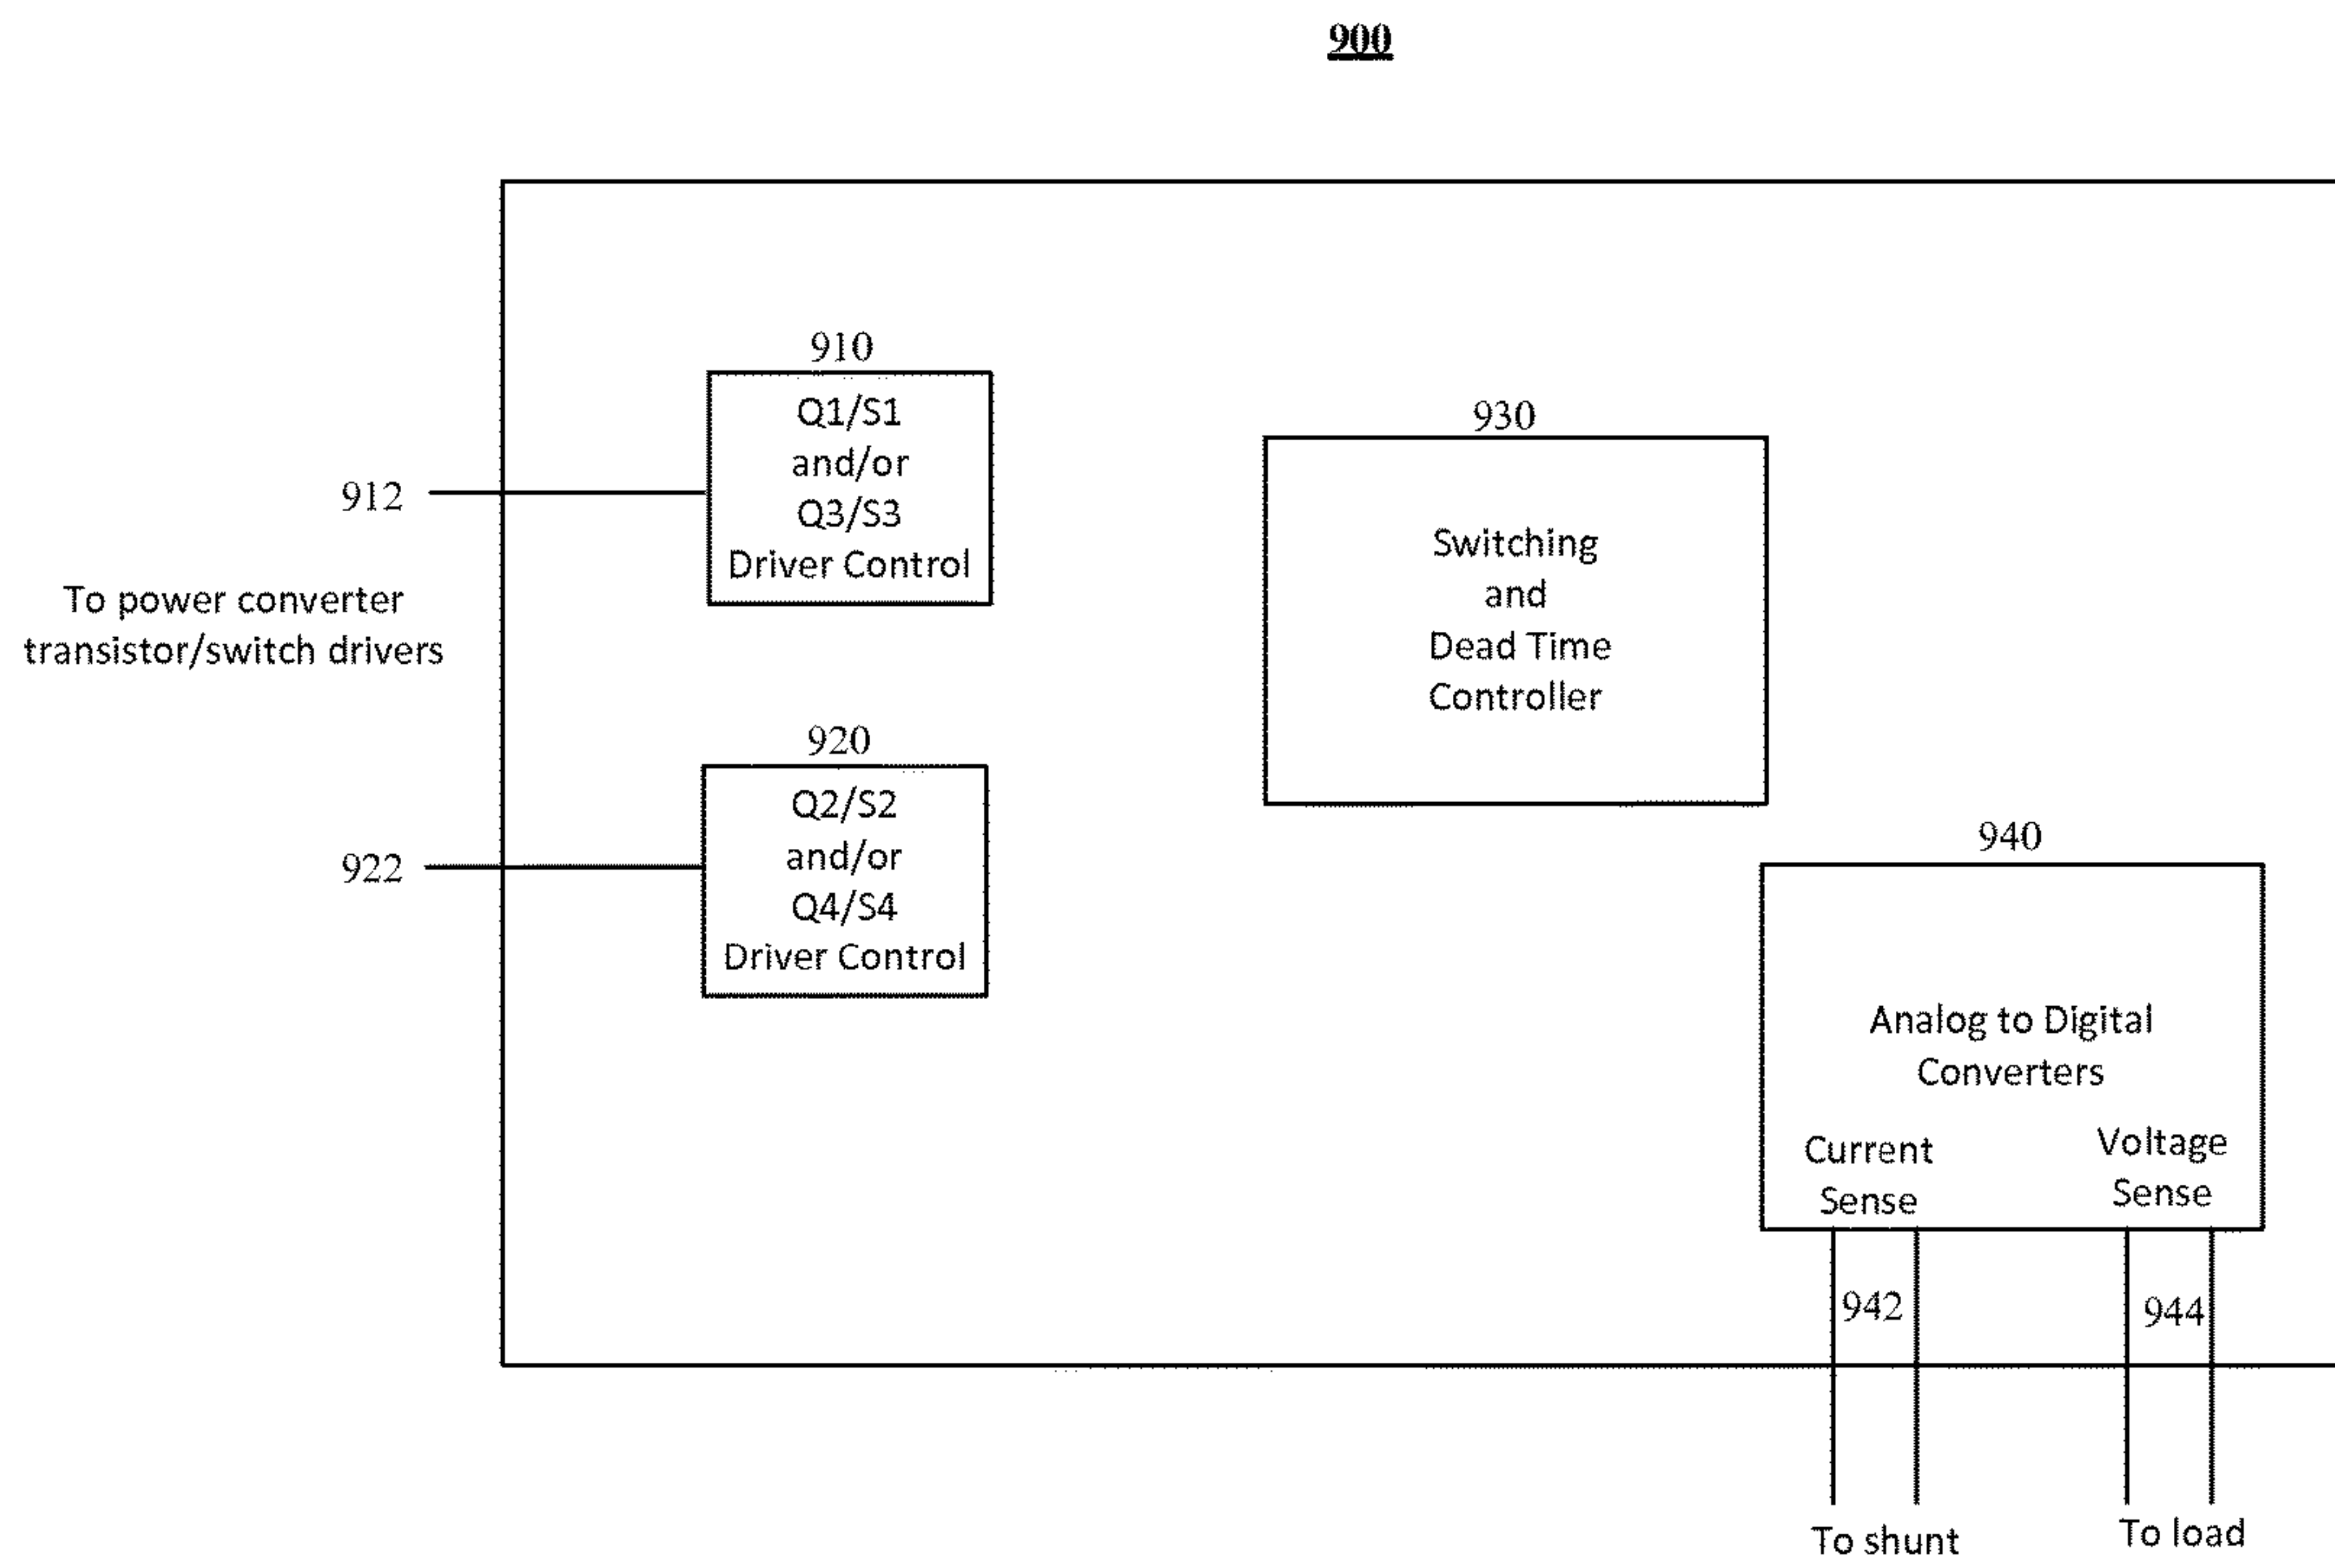 900
910
Q1/S1
and/or
Q3/S3
Driver Control
912
To power converter
transistor/switch drivers
930
Switching
and
Dead Time
Controller
920
Q2/S2
and/or
Q4/S4
Driver Control
922
940
Analog to Digital
Converters
Current
Sense
Voltage
Sense
942
944
To shunt
To load